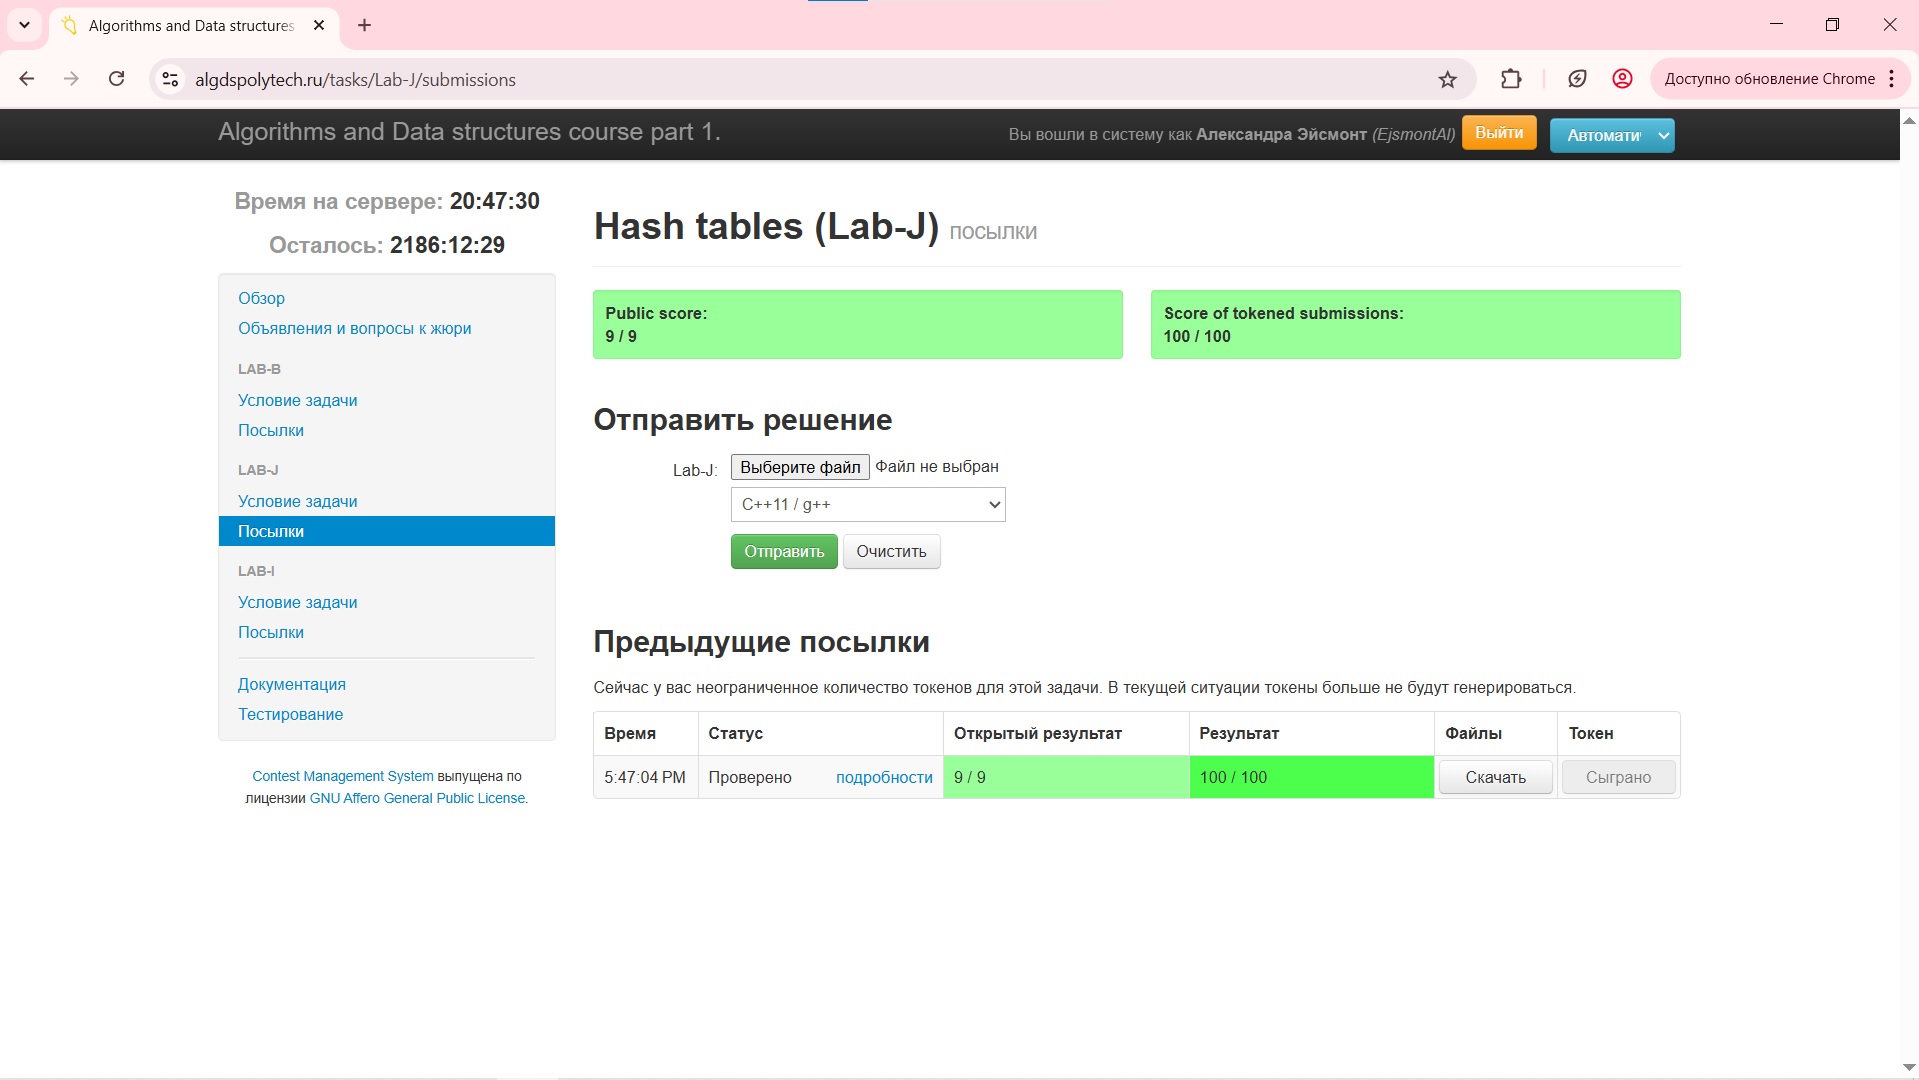 Algorithms and Data structures
algdspolytech.ru/tasks/Lab-J/submissions
Доступно обновление Chrome
Algorithms and Data structures course part 1.
Вы вошли в систему как Александра Эйсмонт (EjsmontAI)
Выйти
Автомати
Время на сервере: 20:47:30
Осталось: 2186:12:29
Обзор
Объявления и вопросы к жюри
LAB-B
Условие задачи
Посылки
LAB-J
Условие задачи
Посылки
LAB-I
Условие задачи
Посылки
Документация
Тестирование
Contest Management System выпущена по
лицензии GNU Affero General Public License.
Hash tables (Lab-J) посылки
Public score:
9 / 9
Score of tokened submissions:
100 / 100
Отправить решение
Lab-J: Выберите файл Файл не выбран
C++11 / g++
Отправить Очистить
Предыдущие посылки
Сейчас у вас неограниченное количество токенов для этой задачи. В текущей ситуации токены больше не будут генерироваться.
Время Статус Открытый результат Результат Файлы Токен
5:47:04 PM Проверено подробности 9 / 9 100 / 100 Скачать Сыграно